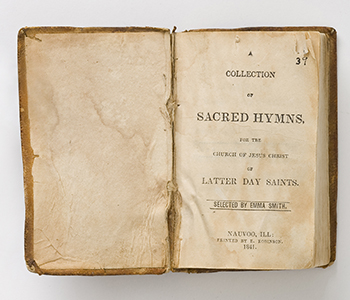 39
A
COLLECTION
OF
SACRED HYMNS,
FOR THE
CHURCH OF JESUS CHRIST
OF
LATTER DAY SAINTS.
SELECTED BY EMMA SMITH.
NAUVOO, ILL:
PRINTED BY E. ROBINSON.
1841.